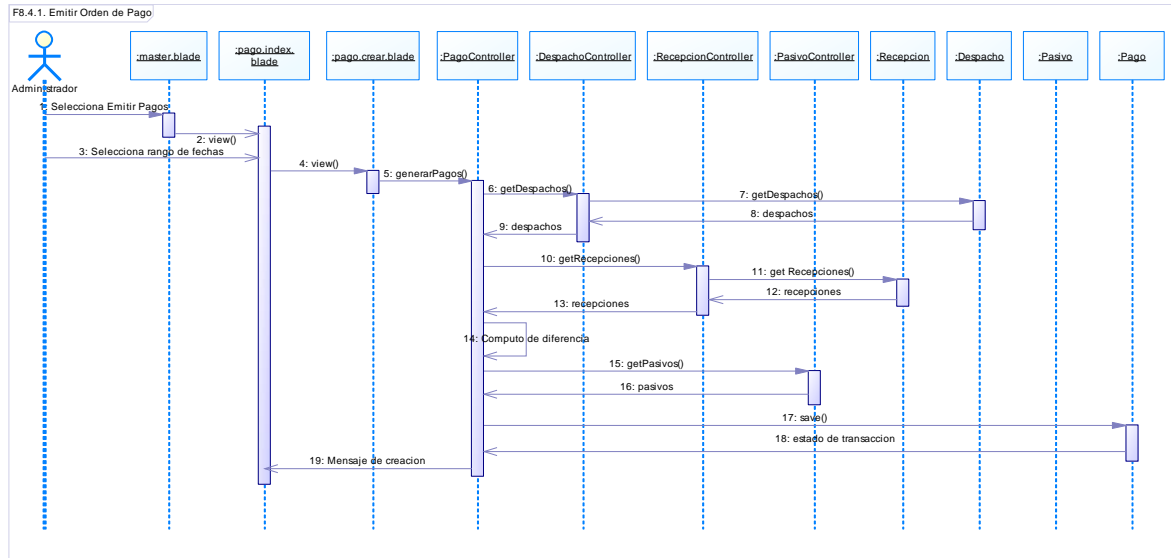 F8.4.1. Emitir Orden de Pago
:master.blade
:pago.index.
blade
:pago.crear.blade
:PagoController
:DespachoController
:RecepcionController
:PasivoController
:Recepcion
:Despacho
:Pasivo
:Pago
Administrador
1: Selecciona Emitir Pagos
2: view()
3: Selecciona rango de fechas
4: view()
5: generarPagos()
6: getDespachos()
7: getDespachos()
8: despachos
9: despachos
10: getRecepciones()
11: get Recepciones()
12: recepciones
13: recepciones
14: Computo de diferencia
15: getPasivos()
16: pasivos
17: save()
18: estado de transaccion
19: Mensaje de creacion